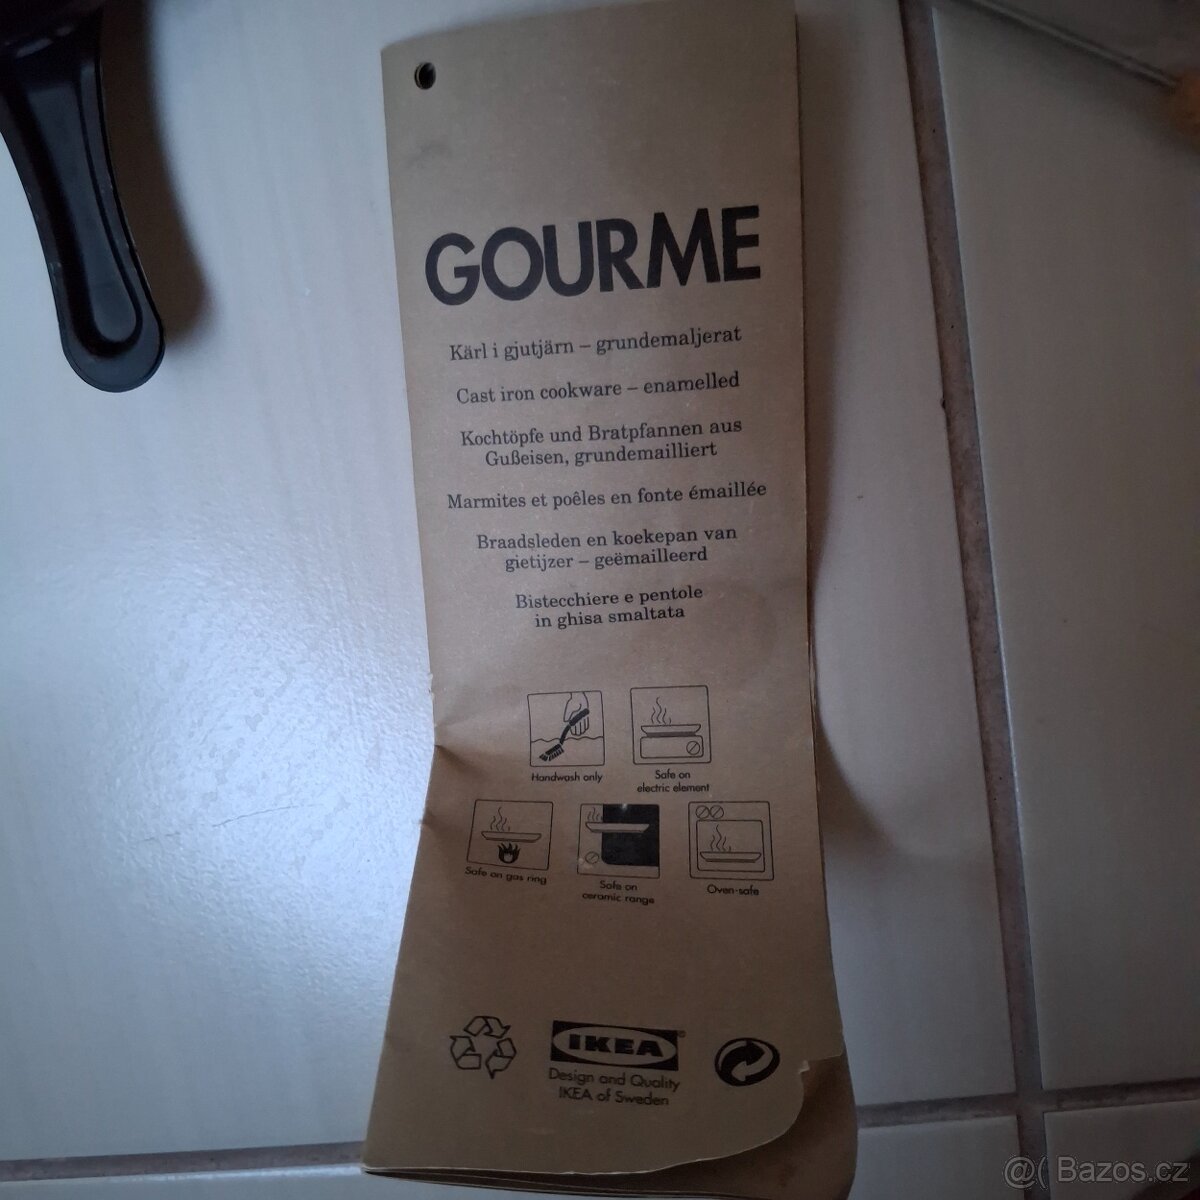 GOURME
Kärl i gjutjärn – grundemaljerat
Cast iron cookware – enamelled
Kochtöpfe und Bratpfannen aus
Gußeisen, grundemailliert
Marmites et poêles en fonte émaillée
Braadsleden en koekepan van
gietijzer – geëmailleerd
Bistecchiere e pentole
in ghisa smaltata
Handwash only
Safe on
electric element
Safe on gas ring
Safe on
ceramic range
Oven-safe
IKEA®
Design and Quality
IKEA of Sweden
@( Bazos.cz